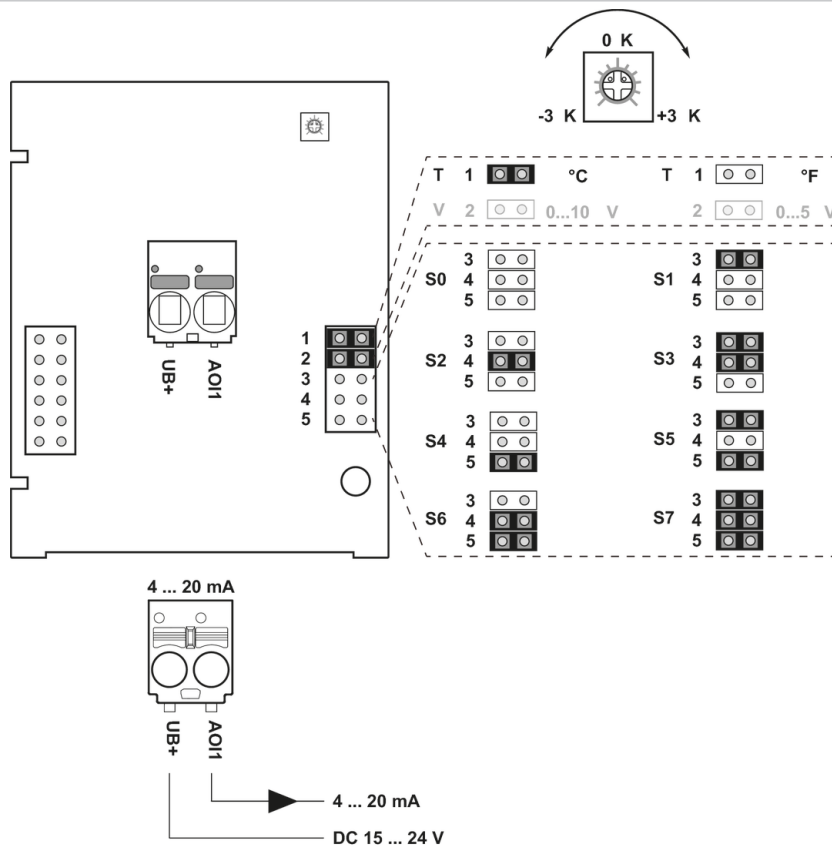 0 K
-3 K +3 K
T 1 °C T 1 °F
V 2 0...10 V 2 0...5 V
3 3
S0 4 S1 4
5 5
UB+ AOI1
1
2
3
4
5
3 3
S2 4 S3 4
5 5
3 3
S4 4 S5 4
5 5
3 3
S6 4 S7 4
5 5
4 ... 20 mA
UB+ AOI1
4 ... 20 mA
DC 15 ... 24 V